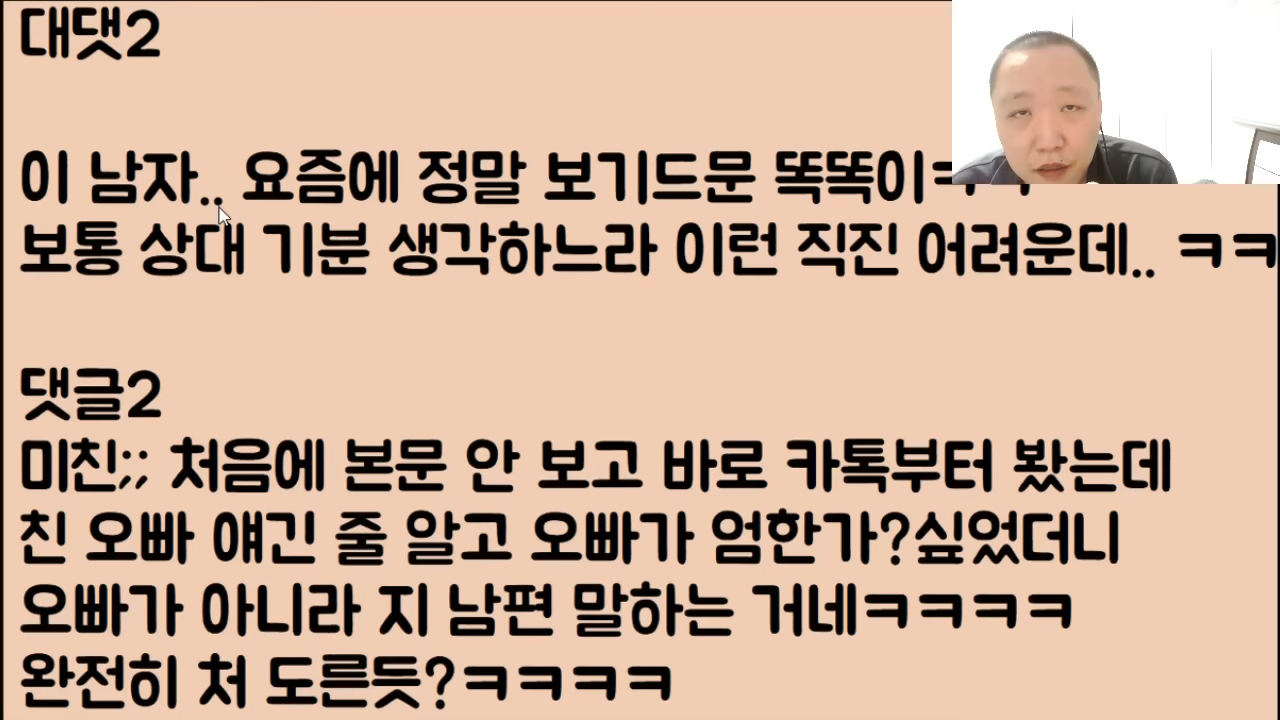 대댓2
이 남자.. 요즘에 정말 보기드문 똑똑이
보통 상대 기분 생각하느라 이런 직진 어려운데.. ㅋㅋ
댓글2
미친;; 처음에 본문 안 보고 바로 카톡부터 봤는데
친 오빠 얘긴 줄 알고 오빠가 엄한가?싶었더니
오빠가 아니라 지 남편 말하는 거네ㅋㅋㅋㅋ
완전히 처 도른듯?ㅋㅋㅋㅋ